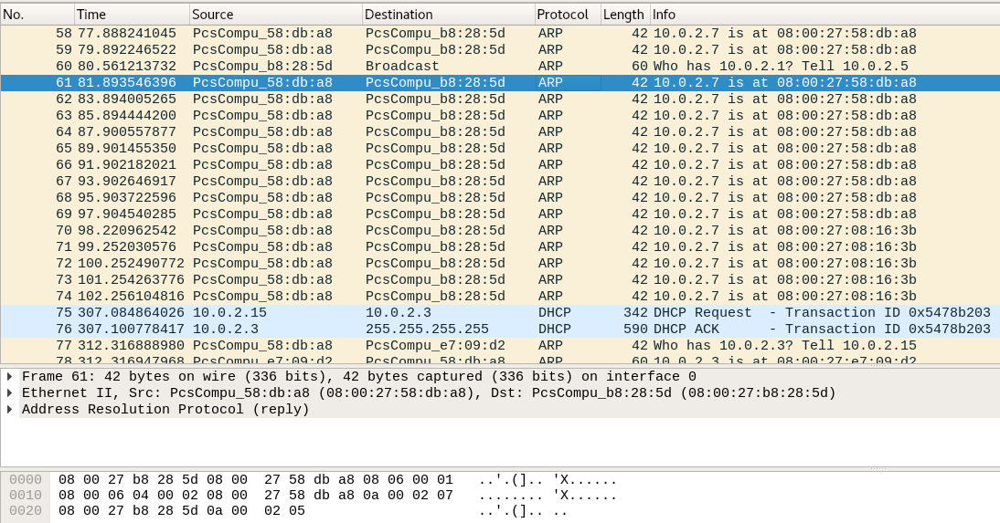 No. Time Source Destination Protocol Length Info
58 77.888241045 PcsCompu_58:db:a8 PcsCompu_b8:28:5d ARP 42 10.0.2.7 is at 08:00:27:58:db:a8
59 79.892246522 PcsCompu_58:db:a8 PcsCompu_b8:28:5d ARP 42 10.0.2.7 is at 08:00:27:58:db:a8
60 80.561213732 PcsCompu_b8:28:5d Broadcast ARP 60 Who has 10.0.2.1? Tell 10.0.2.5
61 81.893546396 PcsCompu_58:db:a8 PcsCompu_b8:28:5d ARP 42 10.0.2.7 is at 08:00:27:58:db:a8
62 83.894005265 PcsCompu_58:db:a8 PcsCompu_b8:28:5d ARP 42 10.0.2.7 is at 08:00:27:58:db:a8
63 85.894444200 PcsCompu_58:db:a8 PcsCompu_b8:28:5d ARP 42 10.0.2.7 is at 08:00:27:58:db:a8
64 87.900557877 PcsCompu_58:db:a8 PcsCompu_b8:28:5d ARP 42 10.0.2.7 is at 08:00:27:58:db:a8
65 89.901455350 PcsCompu_58:db:a8 PcsCompu_b8:28:5d ARP 42 10.0.2.7 is at 08:00:27:58:db:a8
66 91.902182021 PcsCompu_58:db:a8 PcsCompu_b8:28:5d ARP 42 10.0.2.7 is at 08:00:27:58:db:a8
67 93.902646917 PcsCompu_58:db:a8 PcsCompu_b8:28:5d ARP 42 10.0.2.7 is at 08:00:27:58:db:a8
68 95.903722596 PcsCompu_58:db:a8 PcsCompu_b8:28:5d ARP 42 10.0.2.7 is at 08:00:27:58:db:a8
69 97.904540285 PcsCompu_58:db:a8 PcsCompu_b8:28:5d ARP 42 10.0.2.7 is at 08:00:27:58:db:a8
70 98.220962542 PcsCompu_58:db:a8 PcsCompu_b8:28:5d ARP 42 10.0.2.7 is at 08:00:27:08:16:3b
71 99.252030576 PcsCompu_58:db:a8 PcsCompu_b8:28:5d ARP 42 10.0.2.7 is at 08:00:27:08:16:3b
72 100.252490772 PcsCompu_58:db:a8 PcsCompu_b8:28:5d ARP 42 10.0.2.7 is at 08:00:27:08:16:3b
73 101.254263776 PcsCompu_58:db:a8 PcsCompu_b8:28:5d ARP 42 10.0.2.7 is at 08:00:27:08:16:3b
74 102.256104816 PcsCompu_58:db:a8 PcsCompu_b8:28:5d ARP 42 10.0.2.7 is at 08:00:27:08:16:3b
75 307.084864026 10.0.2.15 10.0.2.3 DHCP 342 DHCP Request - Transaction ID 0x5478b203
76 307.100778417 10.0.2.3 255.255.255.255 DHCP 590 DHCP ACK - Transaction ID 0x5478b203
77 312.316888980 PcsCompu_58:db:a8 PcsCompu_e7:09:d2 ARP 42 Who has 10.0.2.3? Tell 10.0.2.15
78 312.316947968 PcsCompu_e7:09:d2 PcsCompu_58:db:a8 ARP 60 10.0.2.3 is at 08:00:27:e7:09:d2
Frame 61: 42 bytes on wire (336 bits), 42 bytes captured (336 bits) on interface 0
Ethernet II, Src: PcsCompu_58:db:a8 (08:00:27:58:db:a8), Dst: PcsCompu_b8:28:5d (08:00:27:b8:28:5d)
Address Resolution Protocol (reply)
0000 08 00 27 b8 28 5d 08 00 27 58 db a8 08 06 00 01 ..'.(].. 'X......
0010 08 00 06 04 00 02 08 00 27 58 db a8 0a 00 02 07 ........ 'X......
0020 08 00 27 b8 28 5d 0a 00 02 05 ..'.(].. ..